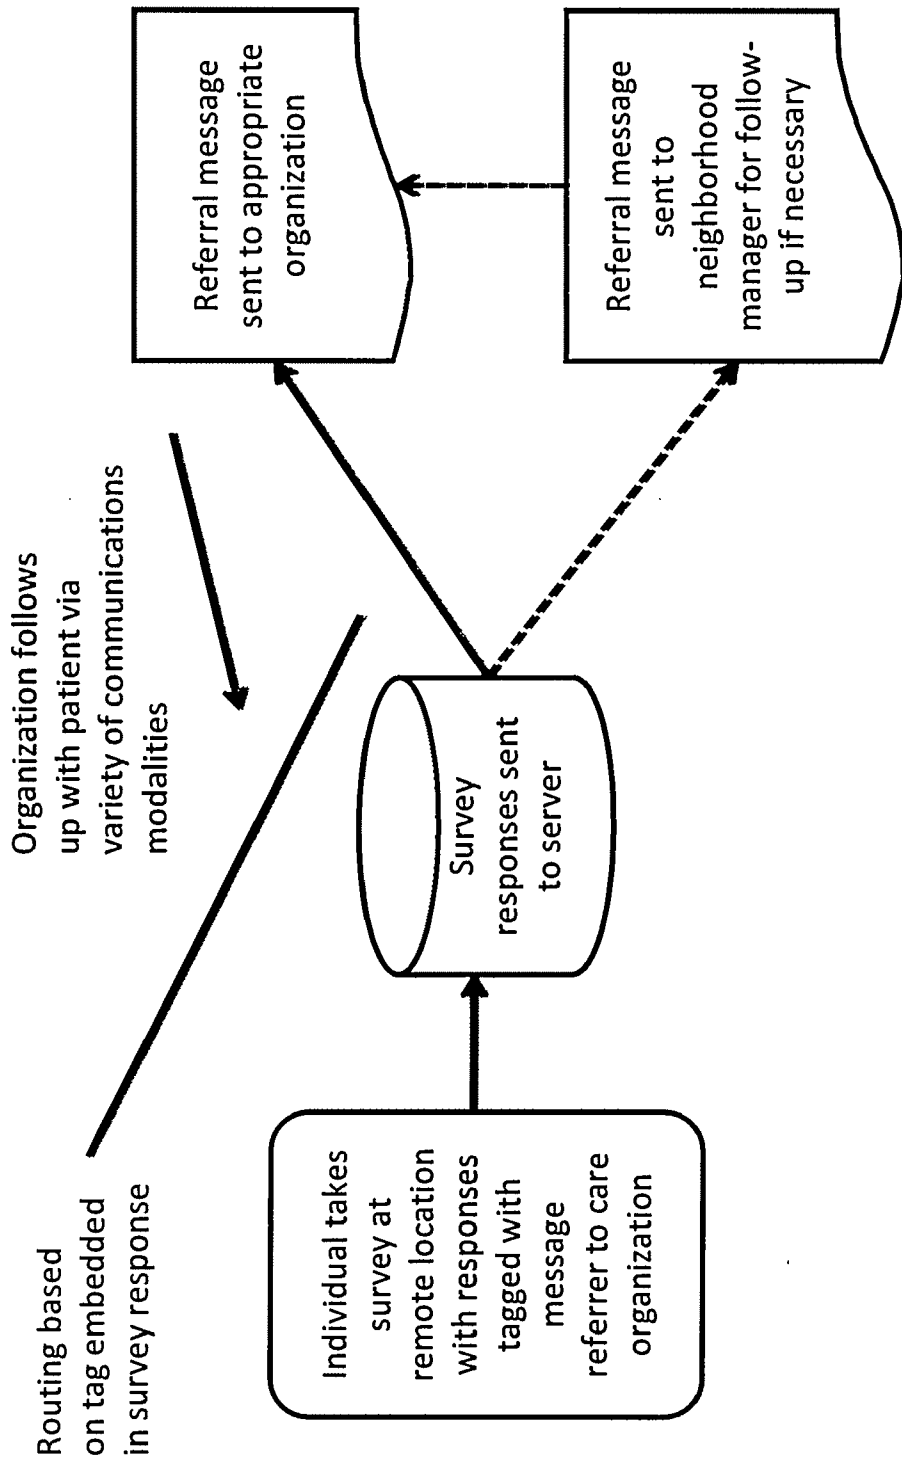 Routing based
on tag embedded
in survey response
Organization follows
up with patient via
variety of communications
modalities
Individual takes
survey at
remote location
with responses
tagged with
message
referrer to care
organization
Survey
responses sent
to server
Referral message
sent to appropriate
organization
Referral message
sent to
neighborhood
manager for follow-
up if necessary